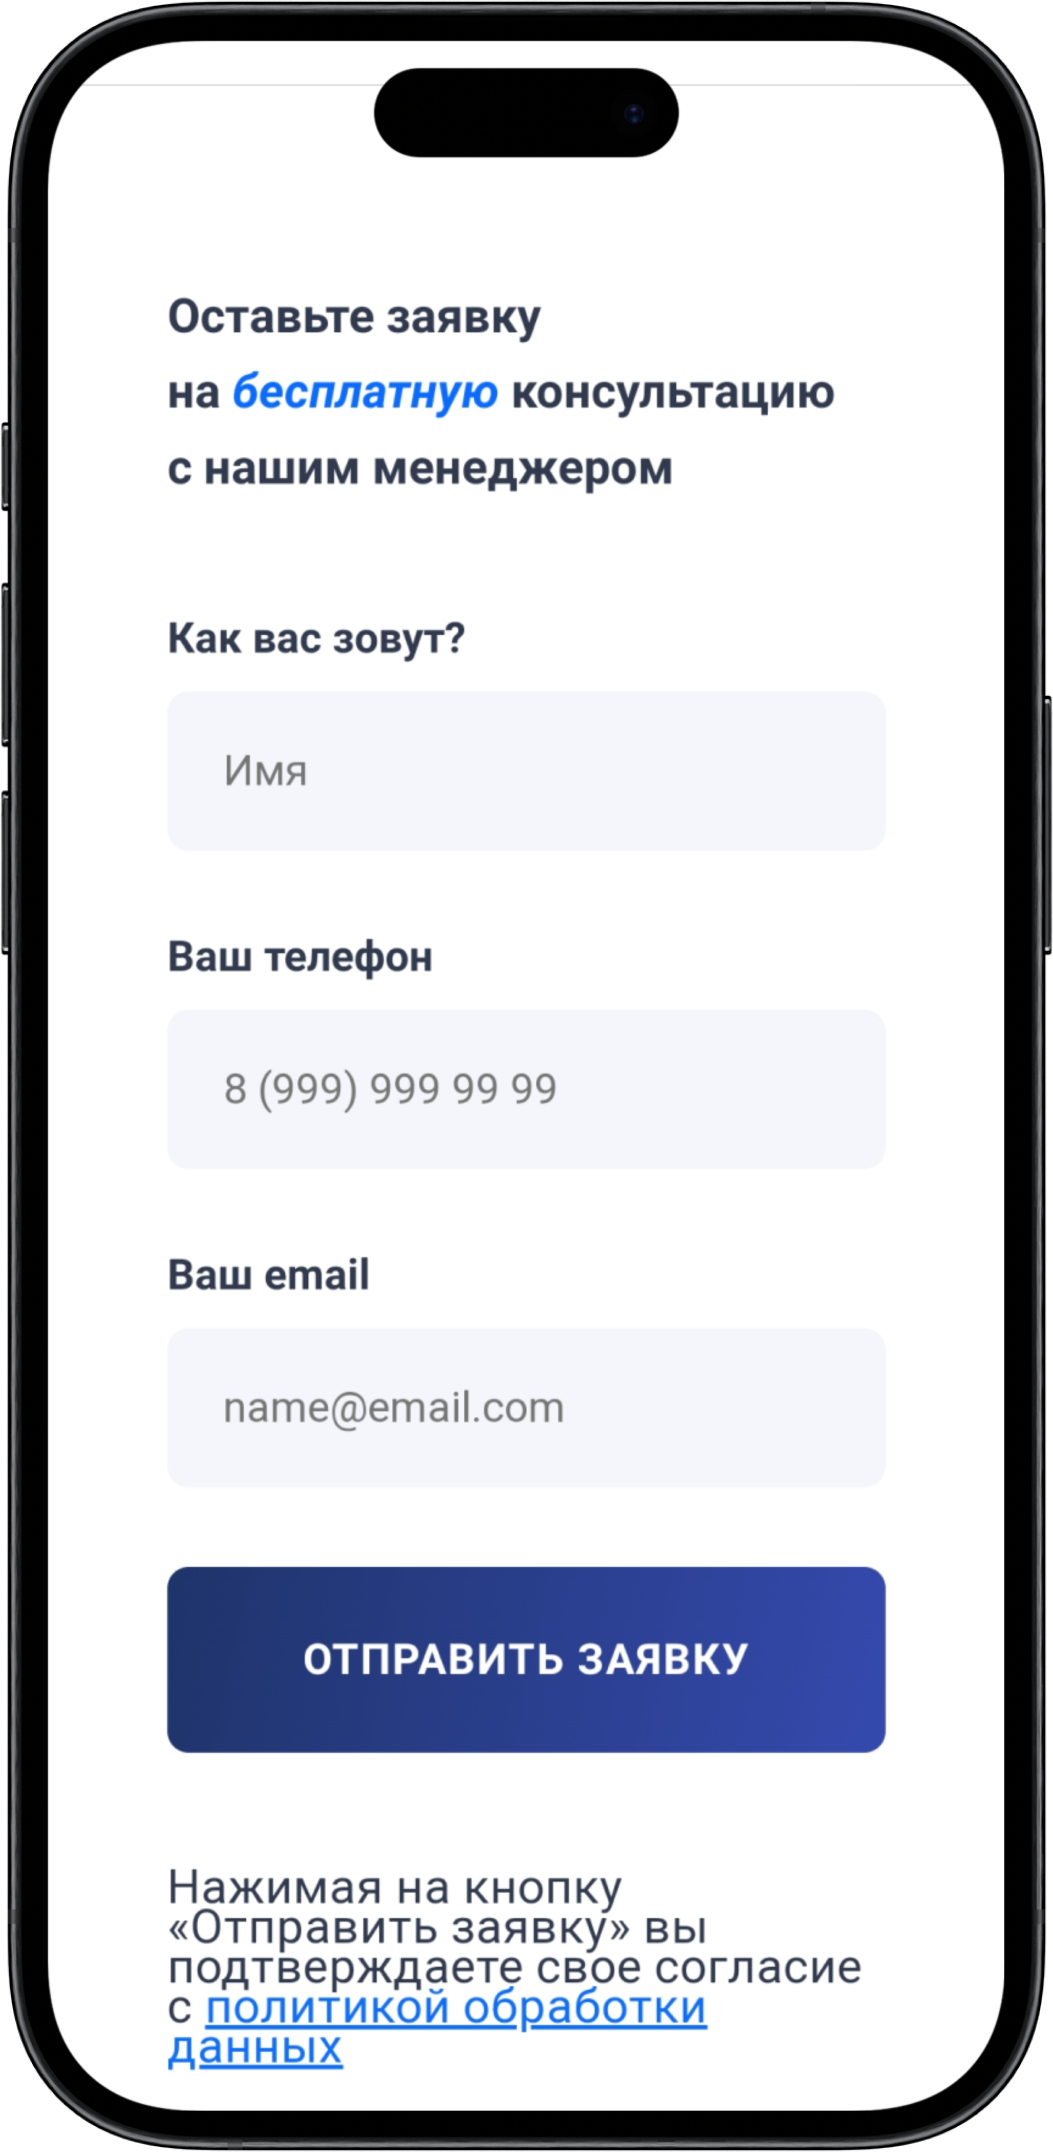 Оставьте заявку
на бесплатную консультацию
с нашим менеджером
Как вас зовут?
Имя
Ваш телефон
8 (999) 999 99 99
Ваш email
name@email.com
ОТПРАВИТЬ ЗАЯВКУ
Нажимая на кнопку
«Отправить заявку» вы
подтверждаете свое согласие
с политикой обработки
данных